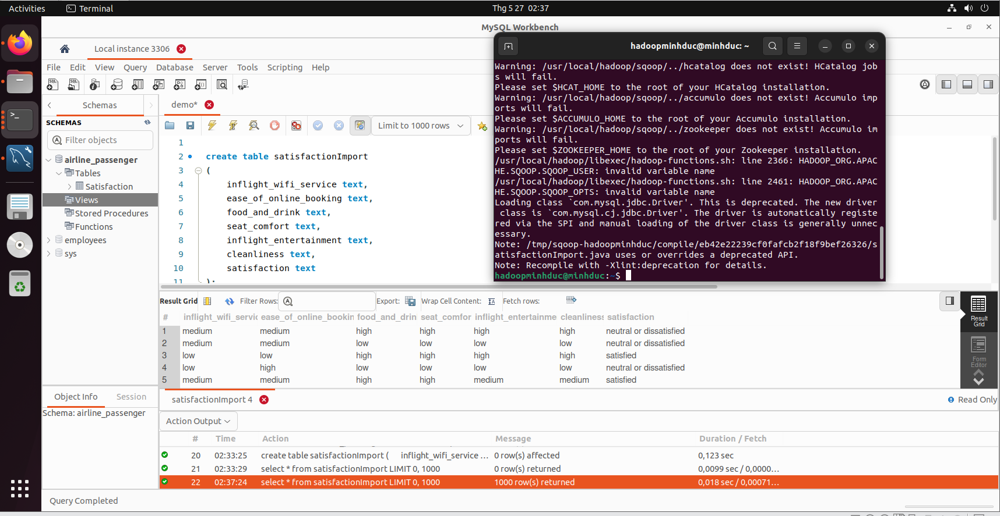 Activities
Terminal
Thg 5 27 02:37
MySQL Workbench
Local instance 3306
File Edit View Query Database Server Tools Scripting Help
Schemas
SCHEMAS
Filter objects
airline_passenger
Tables
Satisfaction
Views
Stored Procedures
Functions
employees
sys
Object Info Session
Schema: airline_passenger
demo*
Limit to 1000 rows
1
2 create table satisfactionImport
3 (
4 inflight_wifi_service text,
5 ease_of_online_booking text,
6 food_and_drink text,
7 seat_comfort text,
8 inflight_entertainment text,
9 cleanliness text,
10 satisfaction text
11 );
hadoopminhduc@minhduc: ~
Warning: /usr/local/hadoop/sqoop/../hcatalog does not exist! HCatalog job
s will fail.
Please set $HCAT_HOME to the root of your HCatalog installation.
Warning: /usr/local/hadoop/sqoop/../accumulo does not exist! Accumulo imp
orts will fail.
Please set $ACCUMULO_HOME to the root of your Accumulo installation.
Warning: /usr/local/hadoop/sqoop/../zookeeper does not exist! Accumulo im
ports will fail.
Please set $ZOOKEEPER_HOME to the root of your Zookeeper installation.
/usr/local/hadoop/libexec/hadoop-functions.sh: line 2366: HADOOP_ORG.APAC
HE.SQOOP.SQOOP_USER: invalid variable name
/usr/local/hadoop/libexec/hadoop-functions.sh: line 2461: HADOOP_ORG.APAC
HE.SQOOP.SQOOP_OPTS: invalid variable name
Loading class `com.mysql.jdbc.Driver'. This is deprecated. The new driver
class is `com.mysql.cj.jdbc.Driver'. The driver is automatically registe
red via the SPI and manual loading of the driver class is generally unnec
essary.
Note: /tmp/sqoop-hadoopminhduc/compile/eb42e22239cf0fafcb2f18f9bef26326/s
atisfactionImport.java uses or overrides a deprecated API.
Note: Recompile with -Xlint:deprecation for details.
hadoopminhduc@minhduc:~$
Result Grid Filter Rows: Export: Wrap Cell Content: Fetch rows:
# inflight_wifi_servic ease_of_online_bookin food_and_drin seat_comfor inflight_entertainme cleanliness satisfaction
1 medium medium high high high high neutral or dissatisfied
2 medium medium low low low low neutral or dissatisfied
3 low low high high high high satisfied
4 low high low low low low neutral or dissatisfied
5 medium medium high high medium medium satisfied
Result
Grid
Form
Editor
satisfactionImport 4
Read Only
Action Output
# Time Action Message Duration / Fetch
20 02:33:25 create table satisfactionImport ( inflight_wifi_service ... 0 row(s) affected 0,123 sec
21 02:33:29 select * from satisfactionImport LIMIT 0, 1000 0 row(s) returned 0,0099 sec / 0,0000...
22 02:37:24 select * from satisfactionImport LIMIT 0, 1000 1000 row(s) returned 0,018 sec / 0,00071...
Query Completed